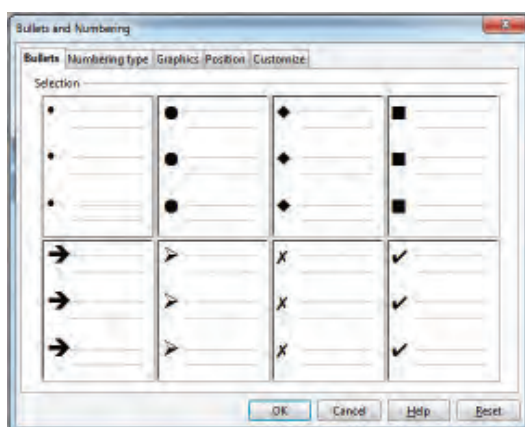 Bullets and Numbering
Bullets Numbering type Graphics Position Customize
Selection
OK Cancel Help Reset